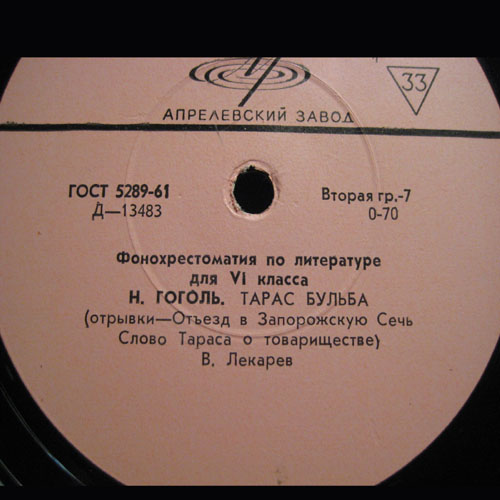 33
АПРЕЛЕВСКИЙ ЗАВОД
ГОСТ 5289-61
Д—13483
Вторая гр.-7
0-70
Фонохрестоматия по литературе
для VI класса
Н. ГОГОЛЬ. ТАРАС БУЛЬБА
(отрывки—Отъезд в Запорожскую Сечь
Слово Тараса о товариществе)
В. Лекарев